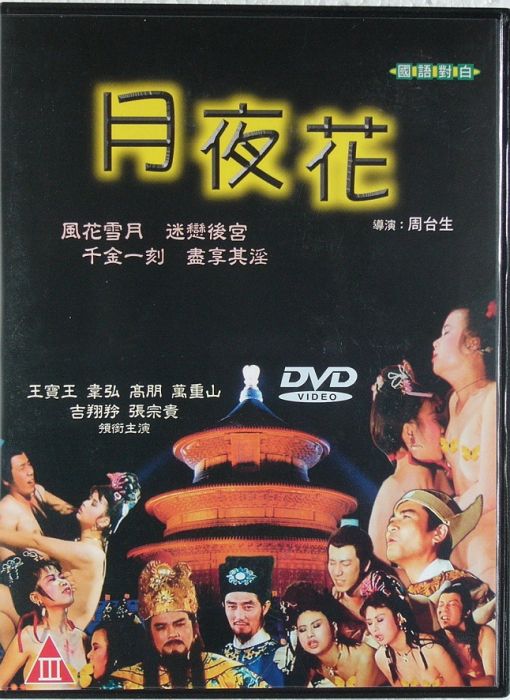 國語對白
月夜花
導演：周台生
風花雪月　迷戀後宮
千金一刻　盡享其淫
DVD
VIDEO
王寶王 韋弘 高朋 萬重山
吉翔羚 張宗貴
領銜主演
III